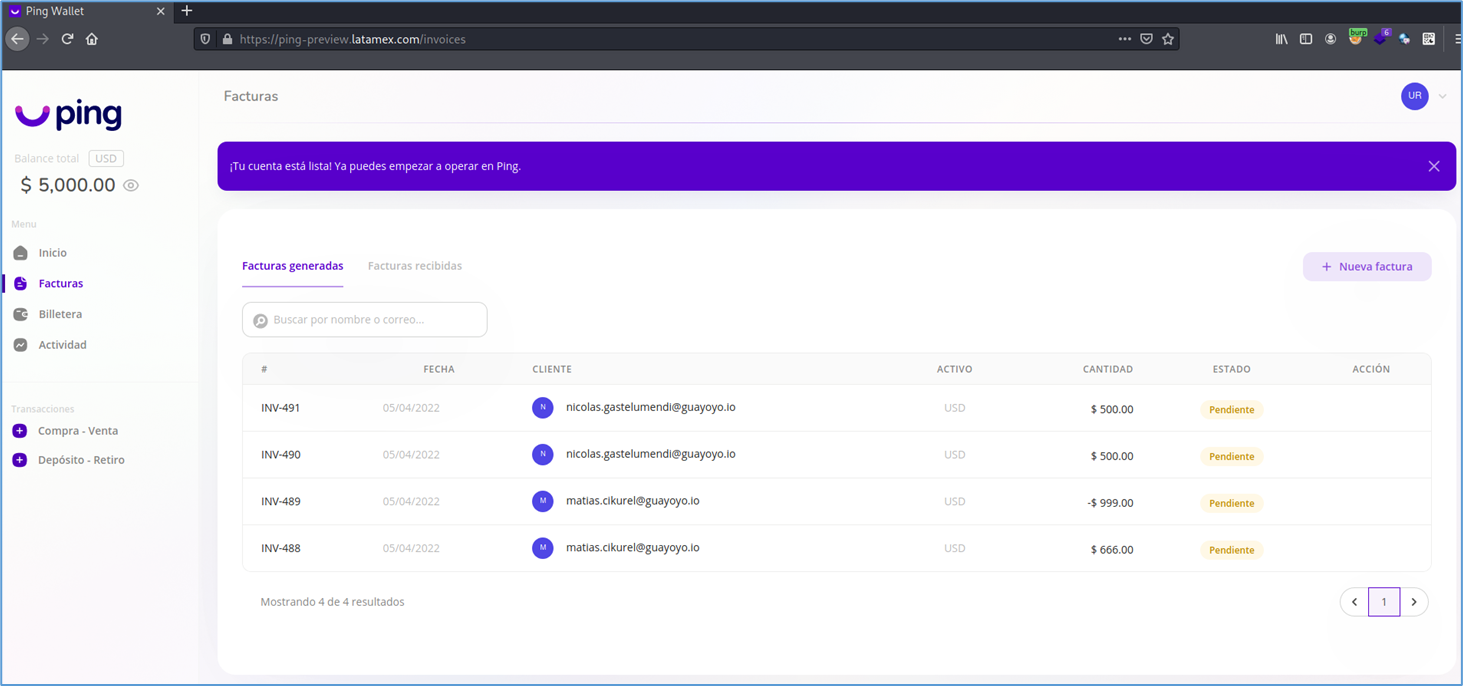 Ping Wallet
https://ping-preview.latamex.com/invoices
burp
6
ping
Facturas
UR
Balance total USD
$ 5,000.00
¡Tu cuenta está lista! Ya puedes empezar a operar en Ping.
Menu
Inicio
Facturas
Billetera
Actividad
Transacciones
Compra - Venta
Depósito - Retiro
Facturas generadas Facturas recibidas
+ Nueva factura
Buscar por nombre o correo...
# FECHA CLIENTE ACTIVO CANTIDAD ESTADO ACCIÓN
INV-491 05/04/2022 N nicolas.gastelumendi@guayoyo.io USD $ 500.00 Pendiente
INV-490 05/04/2022 N nicolas.gastelumendi@guayoyo.io USD $ 500.00 Pendiente
INV-489 05/04/2022 M matias.cikurel@guayoyo.io USD -$ 999.00 Pendiente
INV-488 05/04/2022 M matias.cikurel@guayoyo.io USD $ 666.00 Pendiente
Mostrando 4 de 4 resultados
1